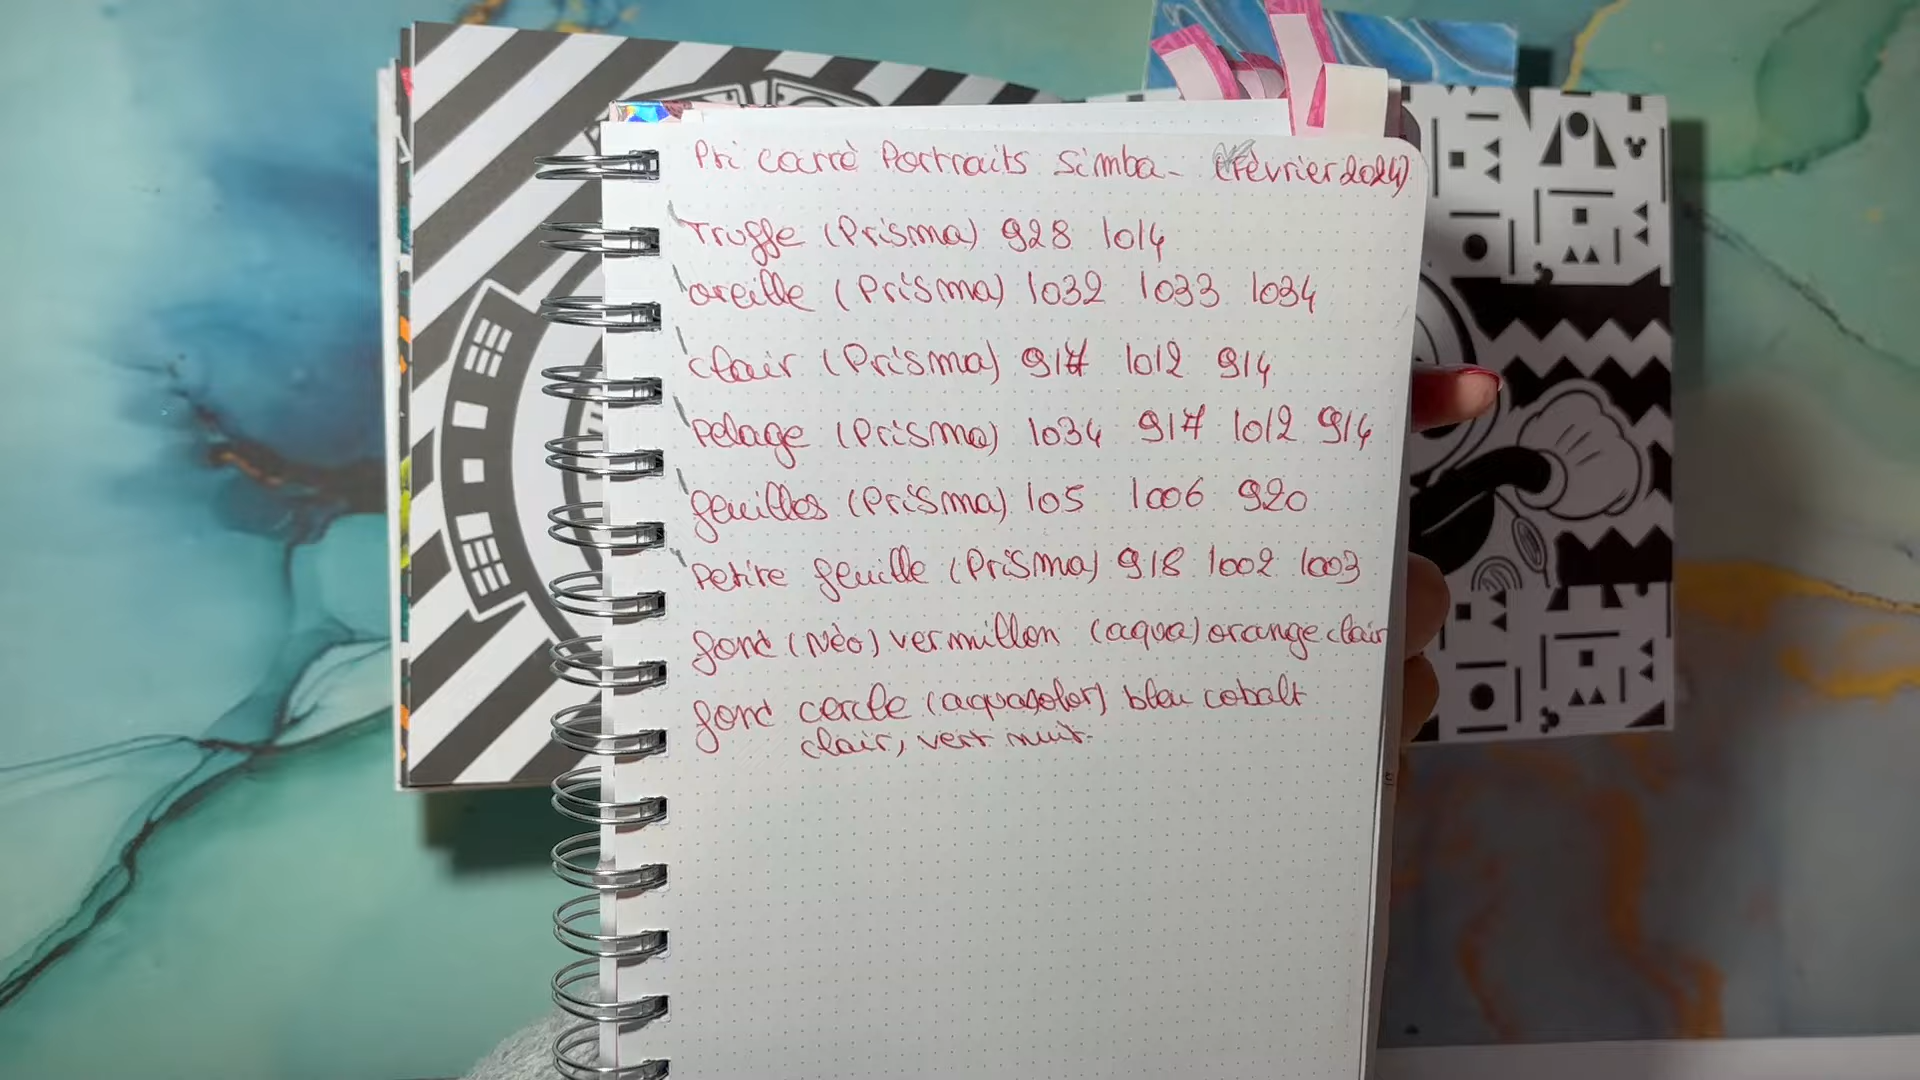 Pti carré Portraits Simba - (Février 2024)
Truffe (Prisma) 928 1014
oreille (Prisma) 1032 1033 1034
clair (Prisma) 917 1012 914
pelage (Prisma) 1034 917 1012 914
feuilles (Prisma) 105 1006 920
petite feuille (Prisma) 918 1002 1003
fond (Néo) vermillon (aqua) orange clair
fond cercle (aquasolor) bleu cobalt
clair, vert nuit.